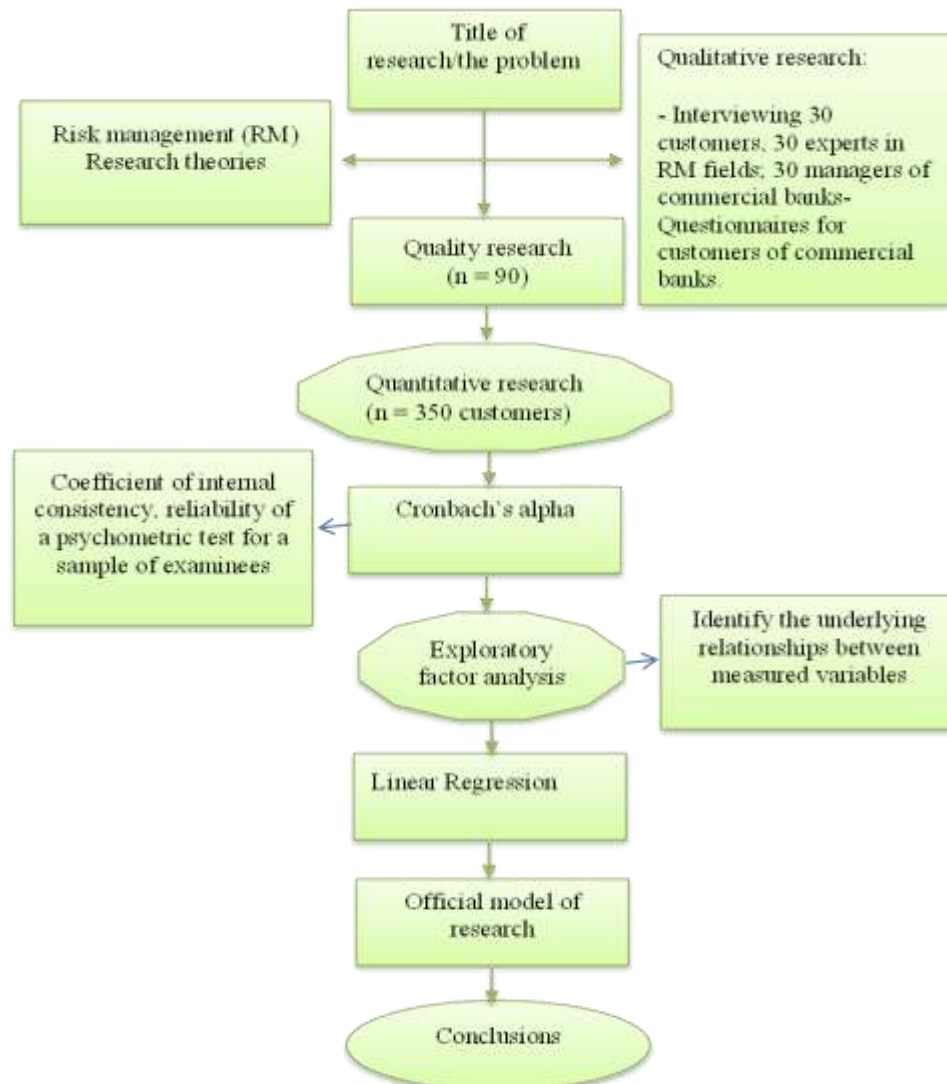 Title of
research/the problem
Qualitative research:
- Interviewing 30
customers, 30 experts in
RM fields; 30 managers of
commercial banks-
Questionnaires for
customers of commercial
banks.
Risk management (RM)
Research theories
Quality research
(n = 90)
Quantitative research
(n = 350 customers)
Coefficient of internal
consistency, reliability of
a psychometric test for a
sample of examinees
Cronbach`s alpha
Exploratory
factor analysis
Identify the underlying
relationships between
measured variables
Linear Regression
Official model of
research
Conclusions